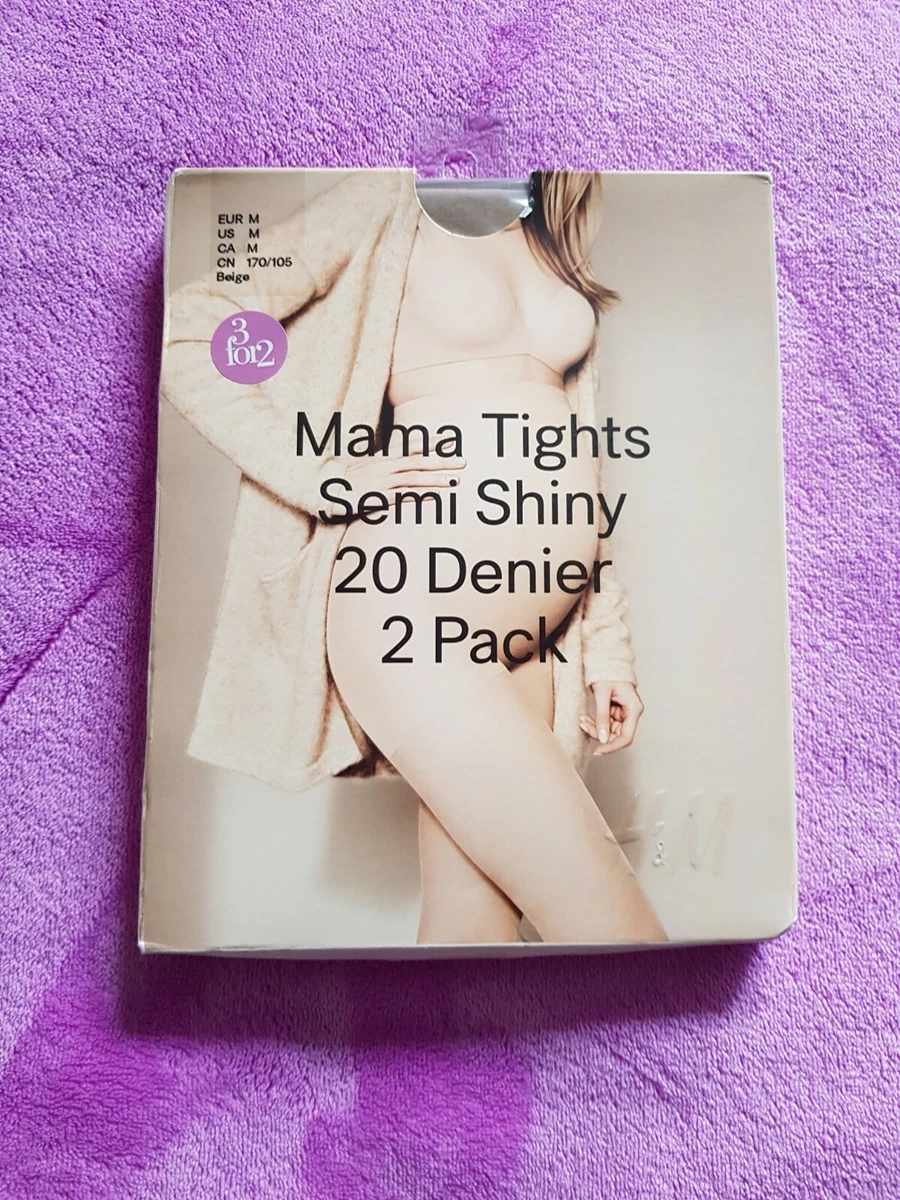 EUR M
US M
CA M
CN 170/105
Beige
3
for2
Mama Tights
Semi Shiny
20 Denier
2 Pack
H&M